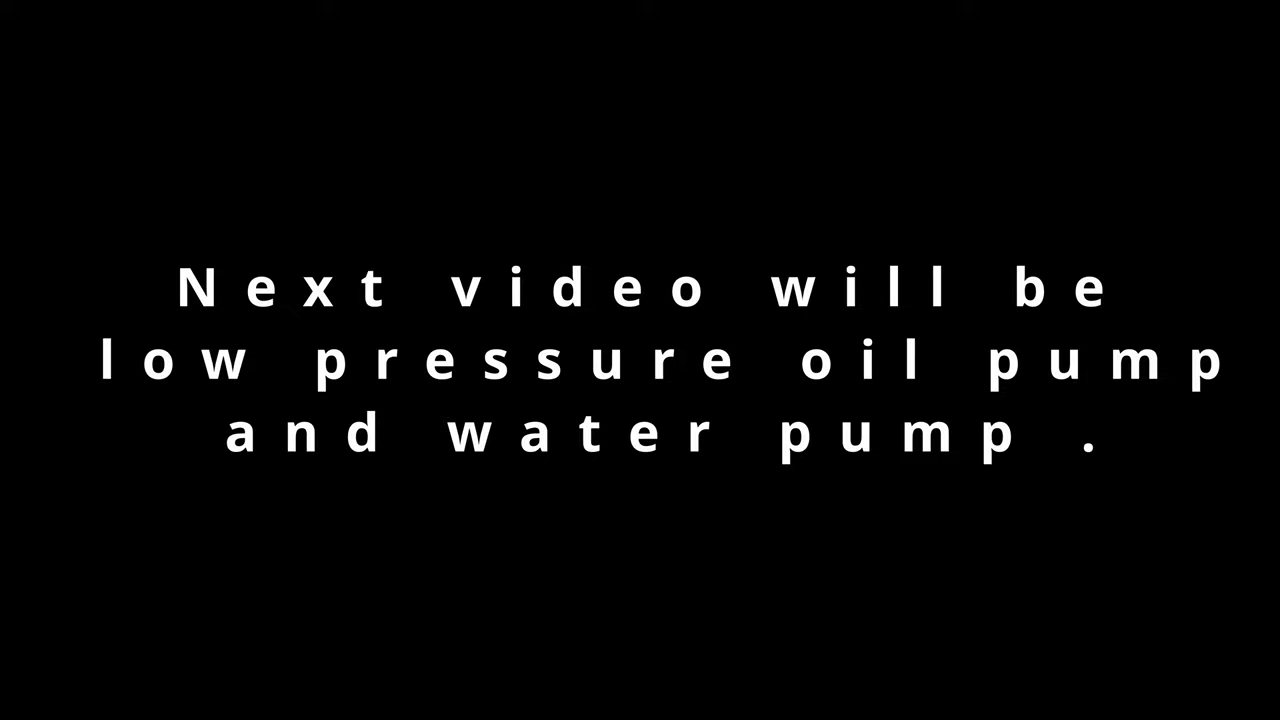 Next video will be
low pressure oil pump
and water pump .